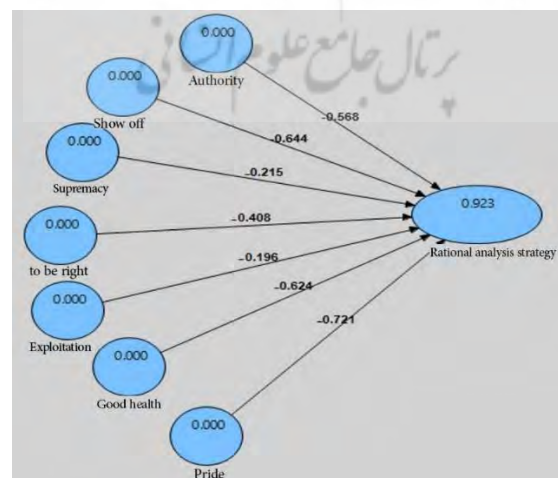 پرتال جامع علوم انسانی
0.000
Authority
0.000
Show off
0.000
Supremacy
0.000
to be right
0.000
Exploitation
0.000
Good health
0.000
Pride
-0.568
-0.644
-0.215
-0.408
-0.196
-0.624
-0.721
0.923
Rational analysis strategy